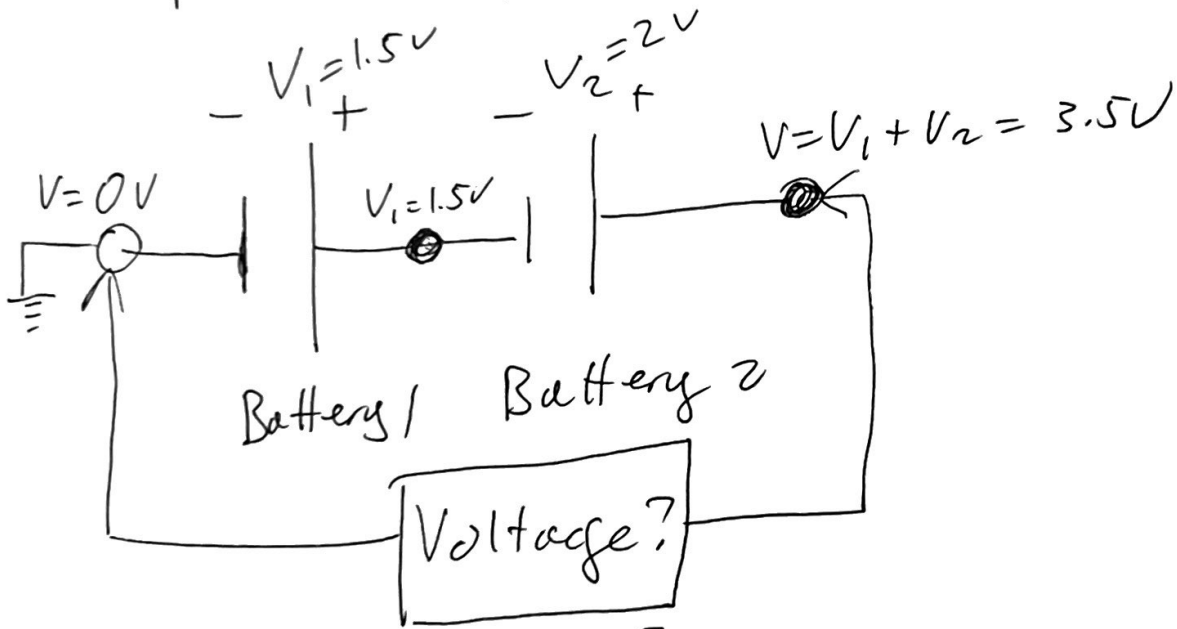 V₁=1.5V
V₂=2V
- +
- +
V=V₁+V₂= 3.5V
V=0V
V₁=1.5V
Battery 1
Battery 2
Voltage?